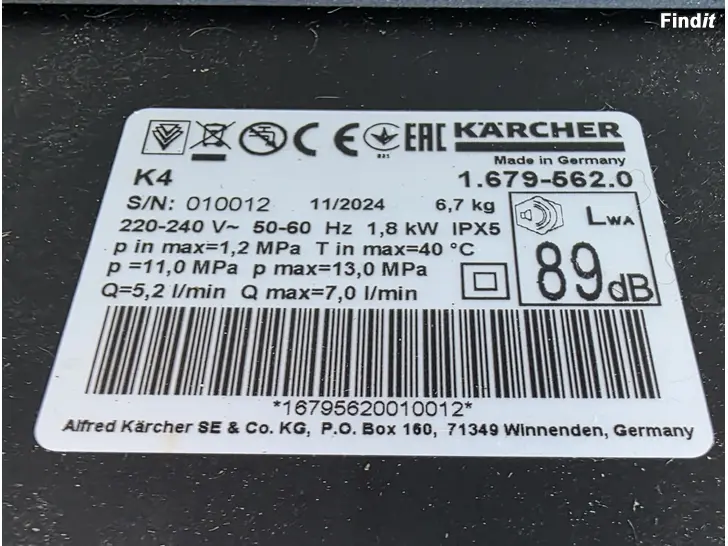 Findit
CE EAC KÄRCHER
Made in Germany
K4 1.679-562.0
S/N: 010012 11/2024 6,7 kg
220-240 V~ 50-60 Hz 1,8 kW IPX5
p in max=1,2 MPa T in max=40 °C
p =11,0 MPa p max=13,0 MPa
Q=5,2 l/min Q max=7,0 l/min
LWA
89dB
*16795620010012*
Alfred Kärcher SE & Co. KG, P.O. Box 160, 71349 Winnenden, Germany